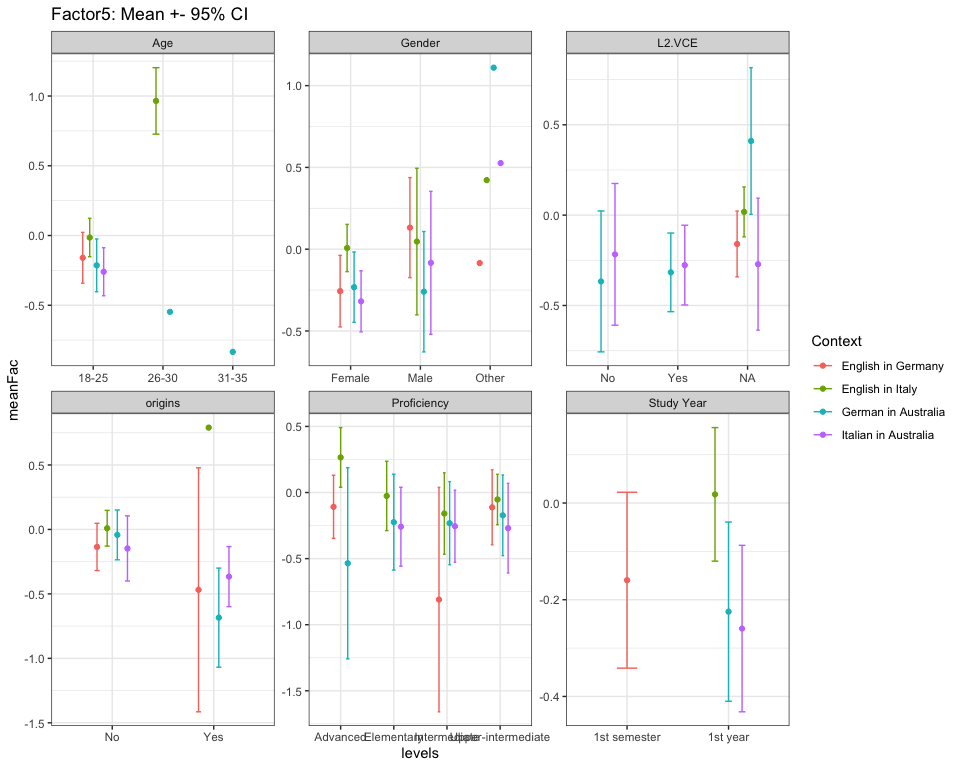 Factor5: Mean +- 95% CI
Age
Gender
L2.VCE
1.0
0.5
0.0
-0.5
18-25
26-30
31-35
1.0
0.5
0.0
-0.5
Female
Male
Other
0.5
0.0
-0.5
No
Yes
NA
meanFac
origins
Proficiency
Study Year
0.5
0.0
-0.5
-1.0
-1.5
No
Yes
0.5
0.0
-0.5
-1.0
-1.5
Advanced
Elementary
Intermediate
Upper-intermediate
0.0
-0.2
-0.4
1st semester
1st year
levels
Context
English in Germany
English in Italy
German in Australia
Italian in Australia